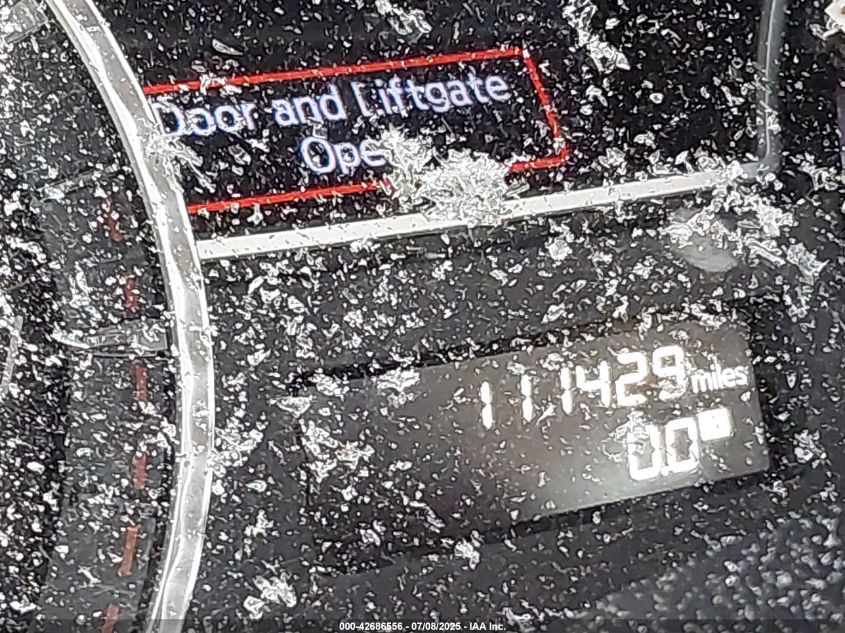 Door and Liftgate
Open
111429 miles
0.0
000-42686556 | 07/08/2025 - IAA Inc.